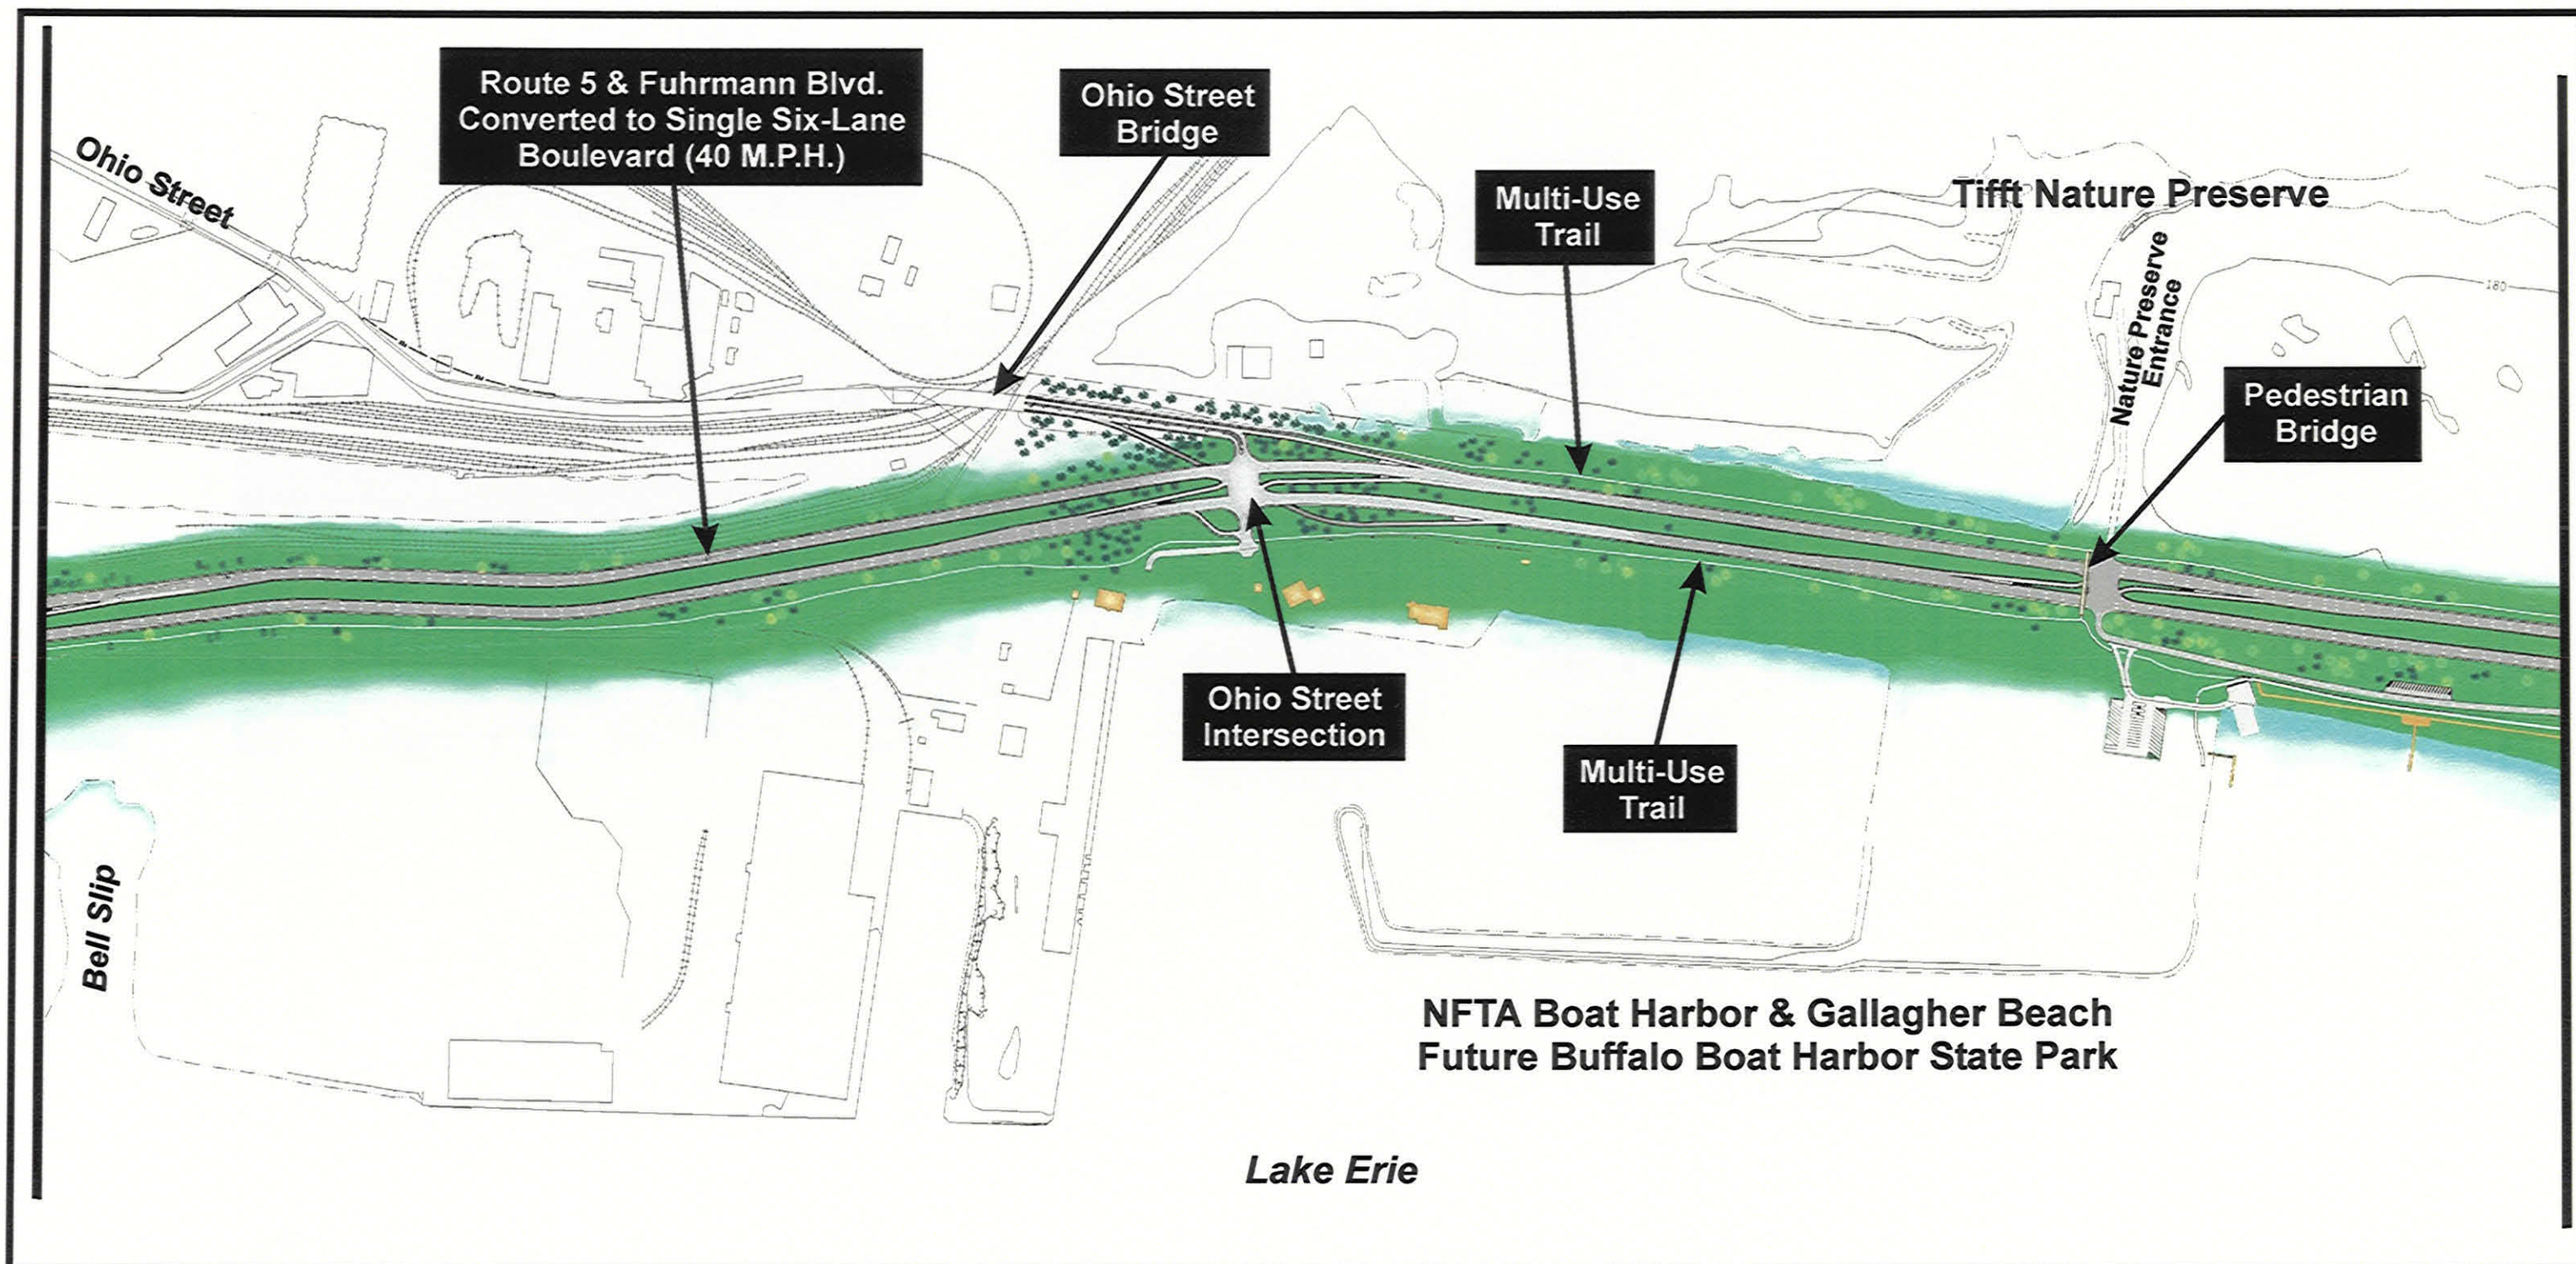 Route 5 & Fuhrmann Blvd.
Converted to Single Six-Lane
Boulevard (40 M.P.H.)
Ohio Street
Bridge
Ohio Street
Multi-Use
Trail
Tifft Nature Preserve
Nature Preserve
Entrance
180
Pedestrian
Bridge
Ohio Street
Intersection
Multi-Use
Trail
Bell Slip
NFTA Boat Harbor & Gallagher Beach
Future Buffalo Boat Harbor State Park
Lake Erie